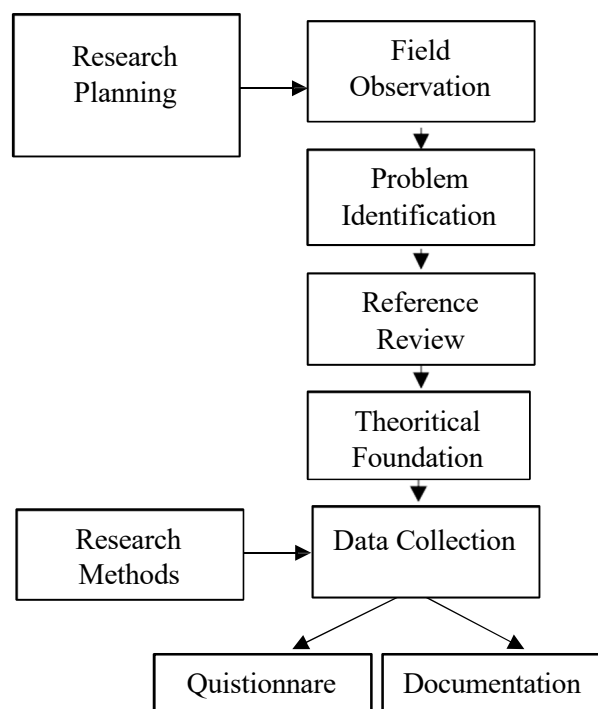 Research
Planning
Field
Observation
Problem
Identification
Reference
Review
Theoritical
Foundation
Research
Methods
Data Collection
Quistionnare
Documentation